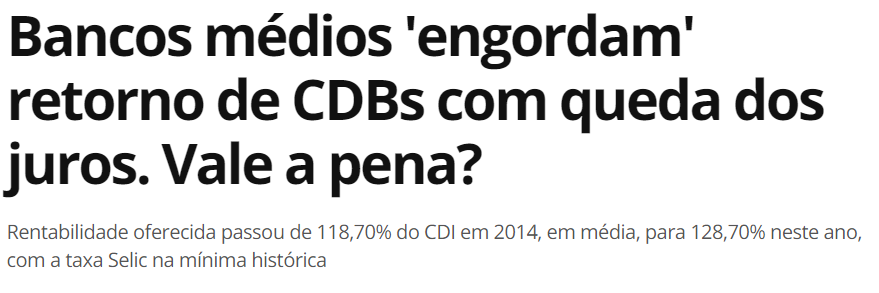 Bancos médios 'engordam'
retorno de CDBs com queda dos
juros. Vale a pena?
Rentabilidade oferecida passou de 118,70% do CDI em 2014, em média, para 128,70% neste ano,
com a taxa Selic na mínima histórica